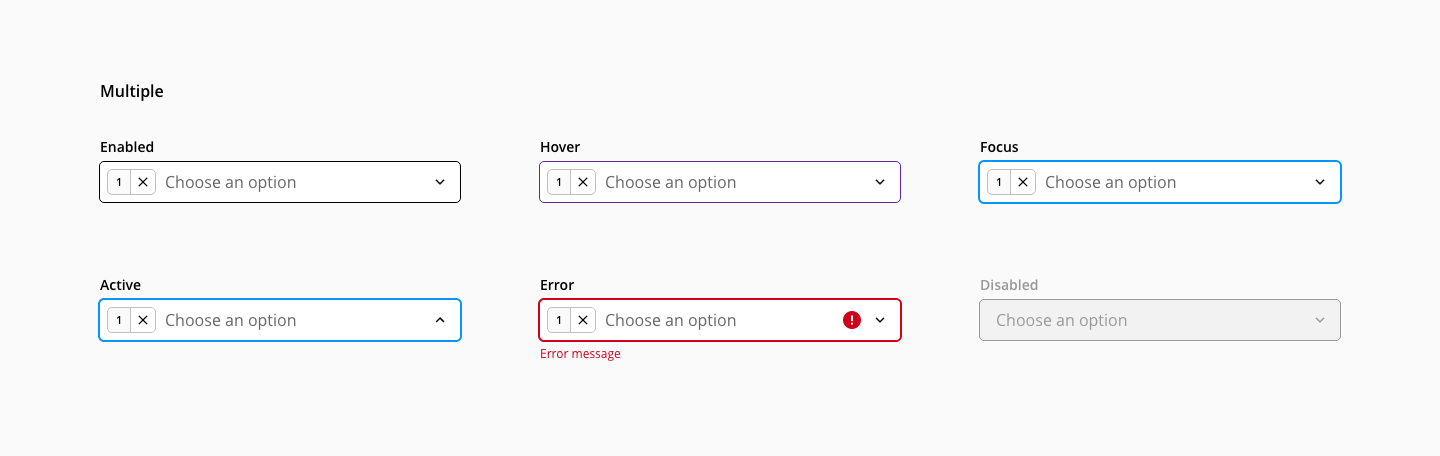 Multiple
Enabled
Hover
Focus
1 Choose an option
1 Choose an option
1 Choose an option
Active
Error
Disabled
1 Choose an option
1 Choose an option
Choose an option
Error message